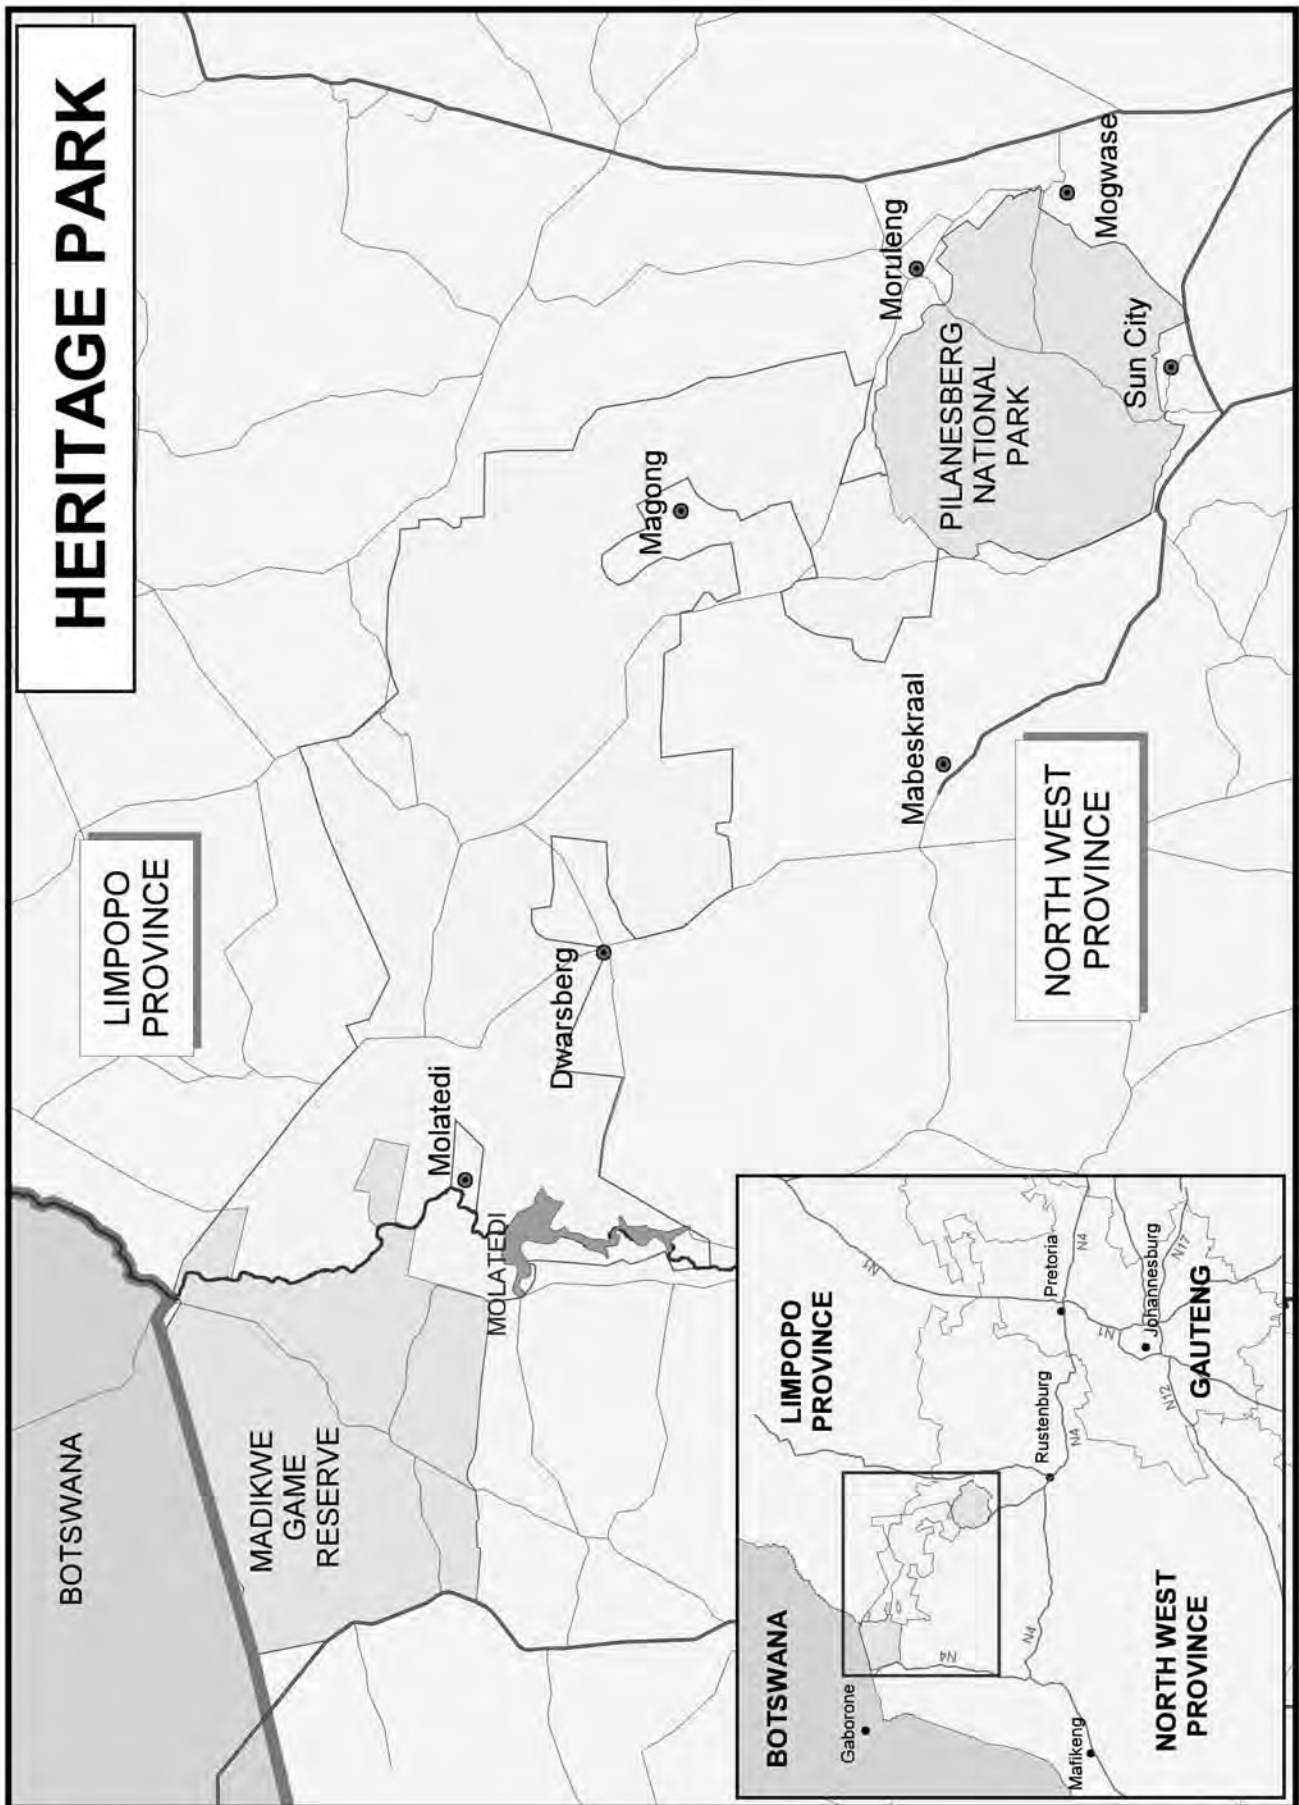 HERITAGE PARK
BOTSWANA
LIMPOPO
PROVINCE
MADIKWE
GAME
RESERVE
Molatedi
MOLATEDI
Dwarsberg
Magong
Moruleng
Mabeskraal
PILANESBERG
NATIONAL
PARK
Mogwase
Sun City
NORTH WEST
PROVINCE
BOTSWANA
LIMPOPO
PROVINCE
N1
Gaborone
N4
N4
Rustenburg
N4
Pretoria
N4
N1
Johannesburg
N17
N12
GAUTENG
Mafikeng
NORTH WEST
PROVINCE